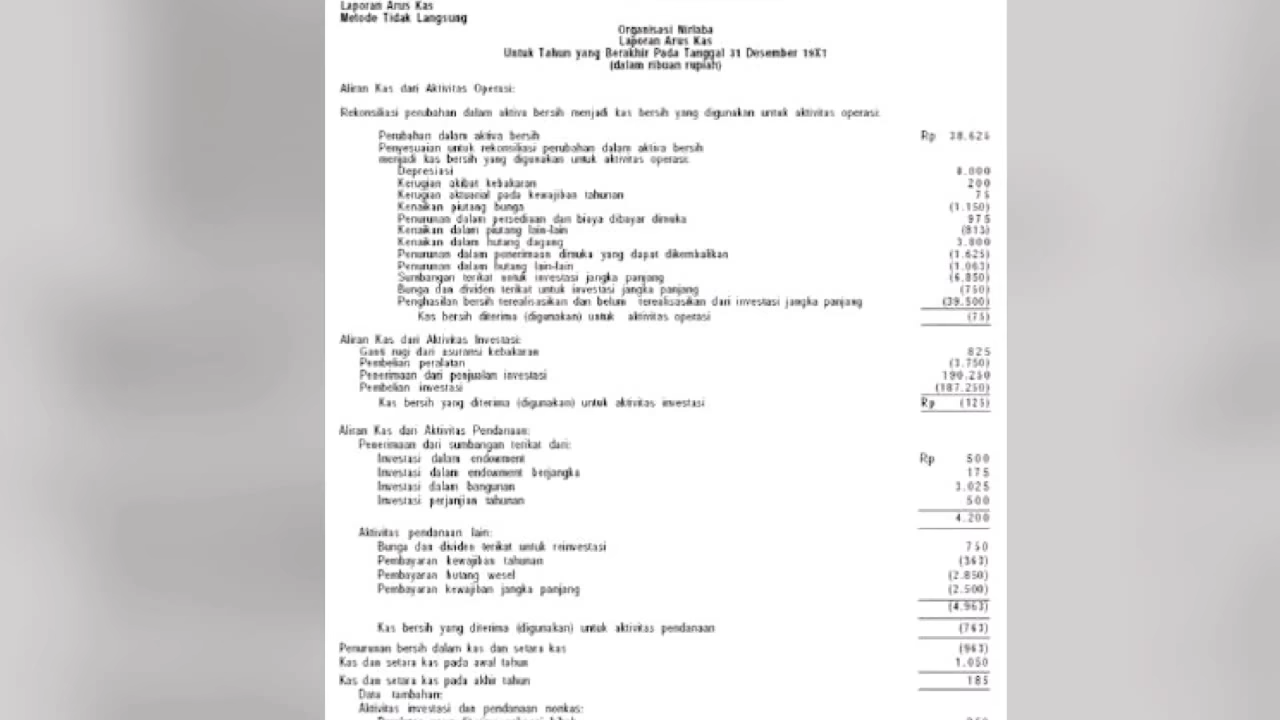 Laporan Arus Kas
Metode Tidak Langsung
Organisasi Nirlaba
Laporan Arus Kas
Untuk Tahun yang Berakhir Pada Tanggal 31 Desember 19X1
(dalam ribuan rupiah)
Aliran Kas dari Aktivitas Operasi:
Rekonsiliasi perubahan dalam aktiva bersih menjadi kas bersih yang digunakan untuk aktivitas operasi:
Perubahan dalam aktiva bersih Rp 38.625
Penyesuaian untuk rekonsiliasi perubahan dalam aktiva bersih
menjadi kas bersih yang digunakan untuk aktivitas operasi:
Depresiasi 8.000
Kerugian akibat kebakaran 200
Kerugian aktuarial pada kewajiban tahunan 75
Kenaikan piutang bunga (1.150)
Penurunan dalam persediaan dan biaya dibayar dimuka 975
Kenaikan dalam piutang lain-lain (813)
Kenaikan dalam hutang dagang 3.800
Penurunan dalam penerimaan dimuka yang dapat dikembalikan (1.625)
Penurunan dalam hutang lain-lain (1.063)
Sumbangan terikat untuk investasi jangka panjang (6.850)
Bunga dan dividen terikat untuk investasi jangka panjang (750)
Penghasilan bersih terealisasikan dan belum terealisasikan dari investasi jangka panjang (39.500)
Kas bersih diterima (digunakan) untuk aktivitas operasi (75)
Aliran Kas dari Aktivikas Investasi:
Ganti rugi dari asuransi kebakaran 825
Pembelian peralatan (3.750)
Penerimaan dari penjualan investasi 190.250
Pembelian investasi (187.250)
Kas bersih yang diterima (digunakan) untuk aktivitas investasi Rp (125)
Aliran Kas dari Aktivitas Pendanaan:
Penerimaan dari sumbangan terikat dari:
Investasi dalam endowment Rp 500
Investasi dalam endowment berjangka 175
Investasi dalam bangunan 3.025
Investasi perjanjian tahunan 500
4.200
Aktivitas pendanaan lain:
Bunga dan dividen terikat untuk reinvestasi 750
Pembayaran kewajiban tahunan (363)
Pembayaran hutang wesel (2.850)
Pembayaran kewajiban jangka panjang (2.500)
(4.963)
Kas bersih yang diterima (digunakan) untuk aktivitas pendanaan (763)
Penurunan bersih dalam kas dan setara kas (963)
Kas dan setara kas pada awal tahun 1.050
Kas dan setara kas pada akhir tahun 185
Data tambahan:
Aktivitas investasi dan pendanaan nonkas: